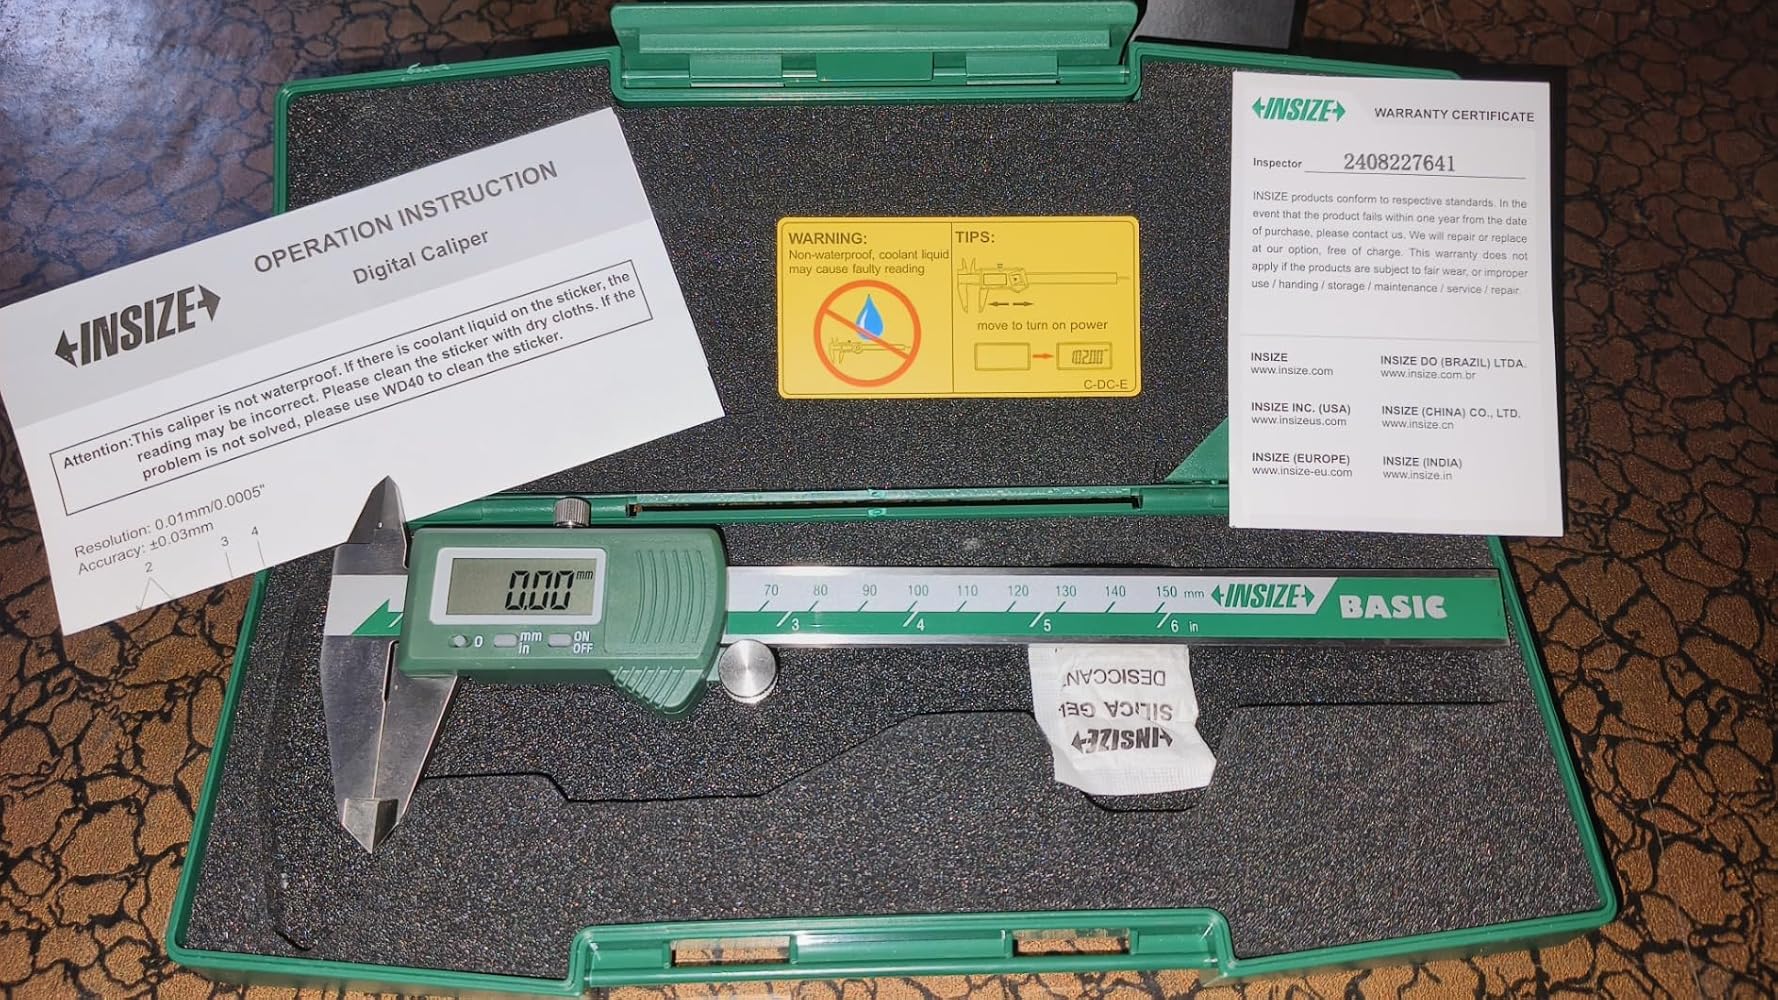 INSIZE
OPERATION INSTRUCTION
Digital Caliper
Attention:This caliper is not waterproof. If there is coolant liquid on the sticker, the
reading may be incorrect. Please clean the sticker with dry cloths. If the
problem is not solved, please use WD40 to clean the sticker.
Resolution: 0.01mm/0.0005"
Accuracy: ±0.03mm
2 3 4
WARNING:
Non-waterproof, coolant liquid
may cause faulty reading
TIPS:
move to turn on power
C-DC-E
INSIZE WARRANTY CERTIFICATE
Inspector 2408227641
INSIZE products conform to respective standards. In the
event that the product fails within one year from the date
of purchase, please contact us. We will repair or replace
at our option, free of charge. This warranty does not
apply if the products are subject to fair wear, or improper
use / handing / storage / maintenance / service / repair.
INSIZE
www.insize.com
INSIZE DO (BRAZIL) LTDA.
www.insize.com.br
INSIZE INC. (USA)
www.insizeus.com
INSIZE (CHINA) CO., LTD.
www.insize.cn
INSIZE (EUROPE)
www.insize-eu.com
INSIZE (INDIA)
www.insize.in
0.00 mm
0 mm in ON OFF
70 80 90 100 110 120 130 140 150 mm INSIZE BASIC
3 4 5 6 in
DESICCAN
SILICA GEL
INSIZE